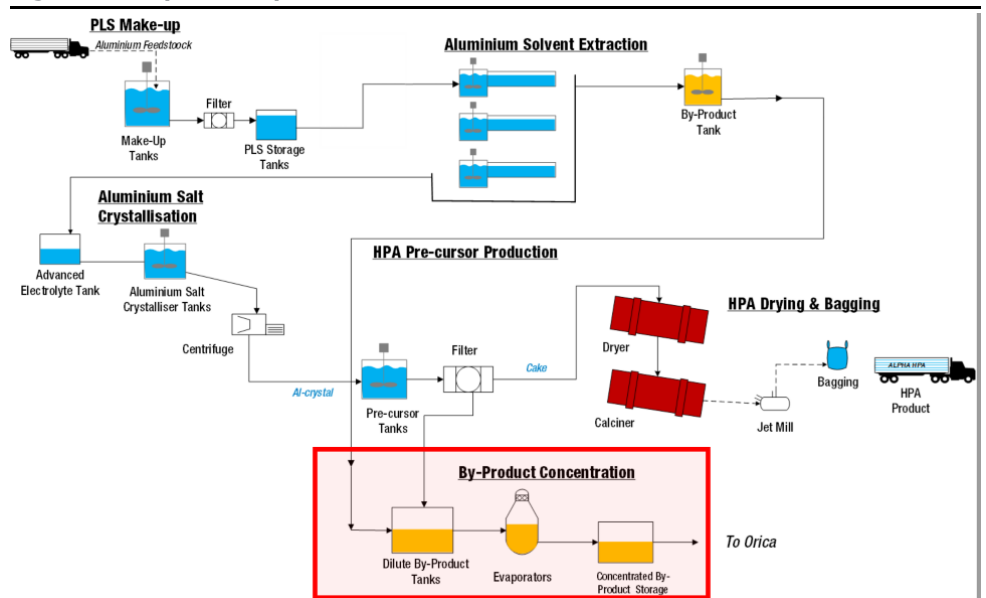 PLS Make-up
Aluminium Feedstoock
Aluminium Solvent Extraction
Filter
Make-Up
Tanks
PLS Storage
Tanks
By-Product
Tank
Aluminium Salt
Crystallisation
HPA Pre-cursor Production
Advanced
Electrolyte Tank
Aluminium Salt
Crystalliser Tanks
HPA Drying & Bagging
Centrifuge
Filter
Dryer
Cake
Al-crystal
Pre-cursor
Tanks
Calciner
Jet Mill
Bagging
ALPHA HPA
HPA
Product
By-Product Concentration
Dilute By-Product
Tanks
Evaporators
Concentrated By-
Product Storage
To Orica